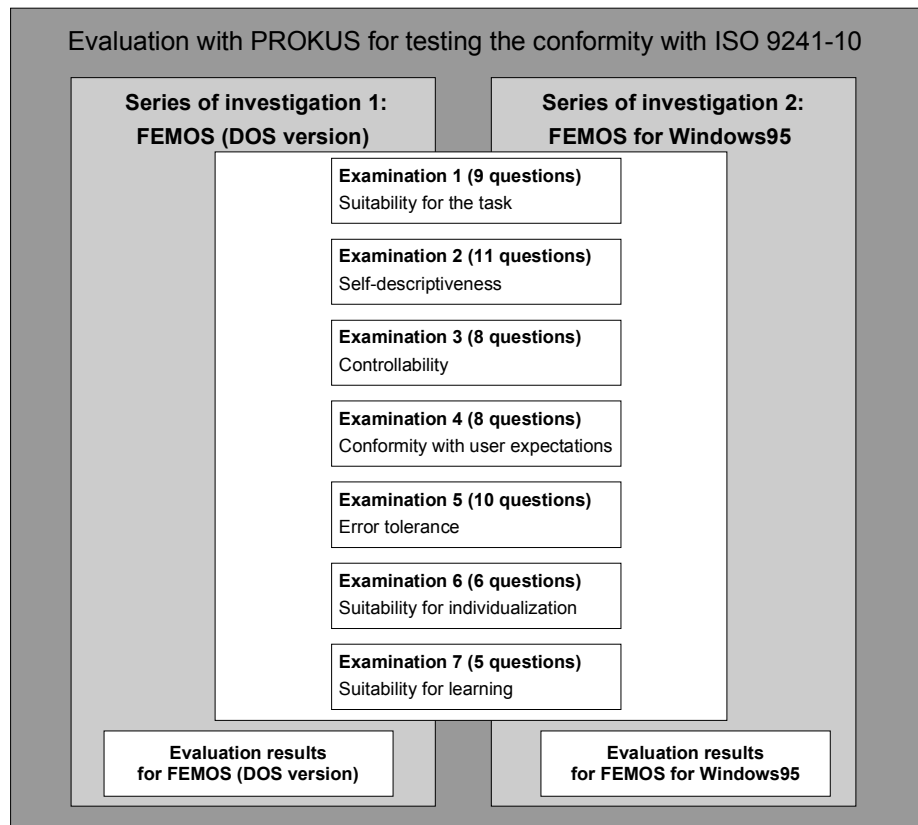 Evaluation with PROKUS for testing the conformity with ISO 9241-10
Series of investigation 1:
FEMOS (DOS version)
Series of investigation 2:
FEMOS for Windows95
Examination 1 (9 questions)
Suitability for the task
Examination 2 (11 questions)
Self-descriptiveness
Examination 3 (8 questions)
Controllability
Examination 4 (8 questions)
Conformity with user expectations
Examination 5 (10 questions)
Error tolerance
Examination 6 (6 questions)
Suitability for individualization
Examination 7 (5 questions)
Suitability for learning
Evaluation results
for FEMOS (DOS version)
Evaluation results
for FEMOS for Windows95